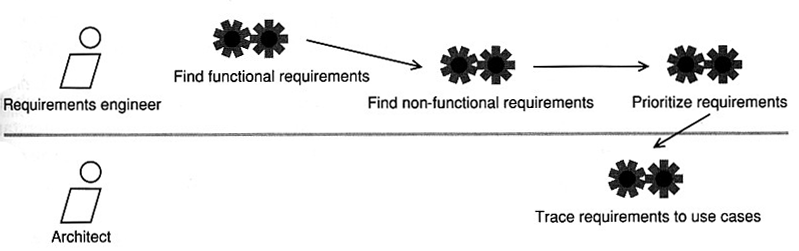 Find functional requirements
Requirements engineer
Find non-functional requirements
Prioritize requirements
Architect
Trace requirements to use cases